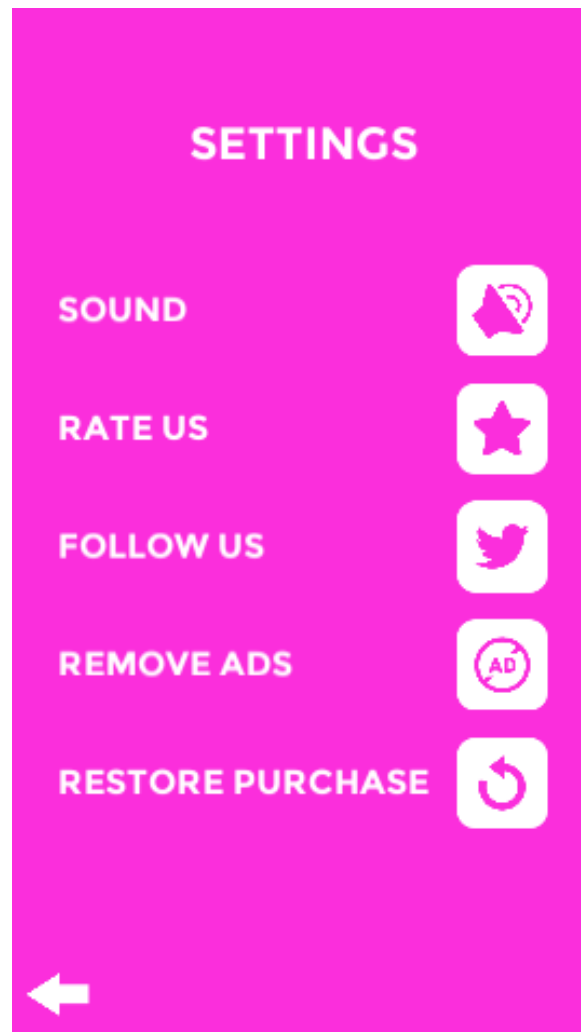 SETTINGS
SOUND
RATE US
FOLLOW US
REMOVE ADS
AD
RESTORE PURCHASE